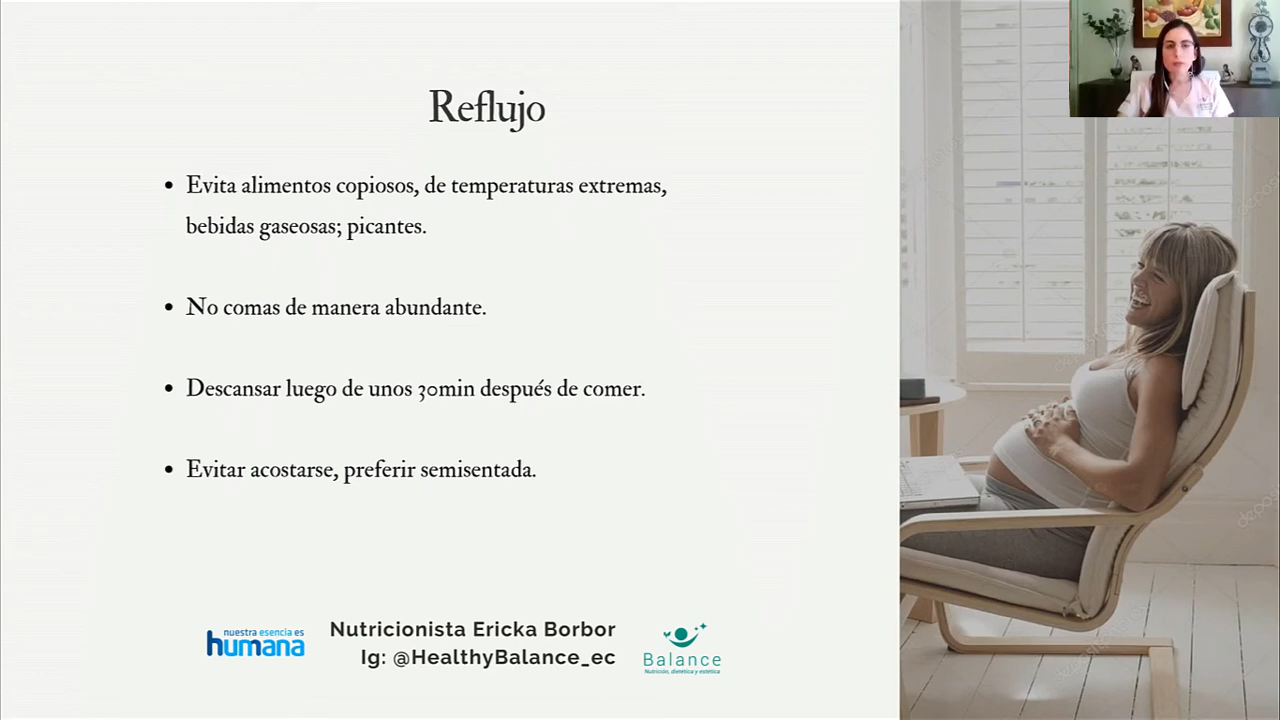 Reflujo
• Evita alimentos copiosos, de temperaturas extremas,
bebidas gaseosas; picantes.
• No comas de manera abundante.
• Descansar luego de unos 30min después de comer.
• Evitar acostarse, preferir semisentada.
nuestra esencia es
humana
Nutricionista Ericka Borbor
Ig: @HealthyBalance_ec
Balance
Nutrición, dietética y estética